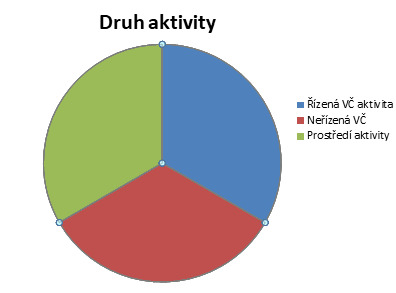 Druh aktivity
Řízená VČ aktivita
Neřízená VČ
Prostředí aktivity